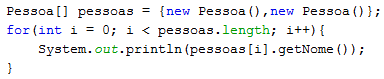 Pessoa[] pessoas = {new Pessoa(),new Pessoa()};
for(int i = 0; i < pessoas.length; i++){
    System.out.println(pessoas[i].getNome());
}